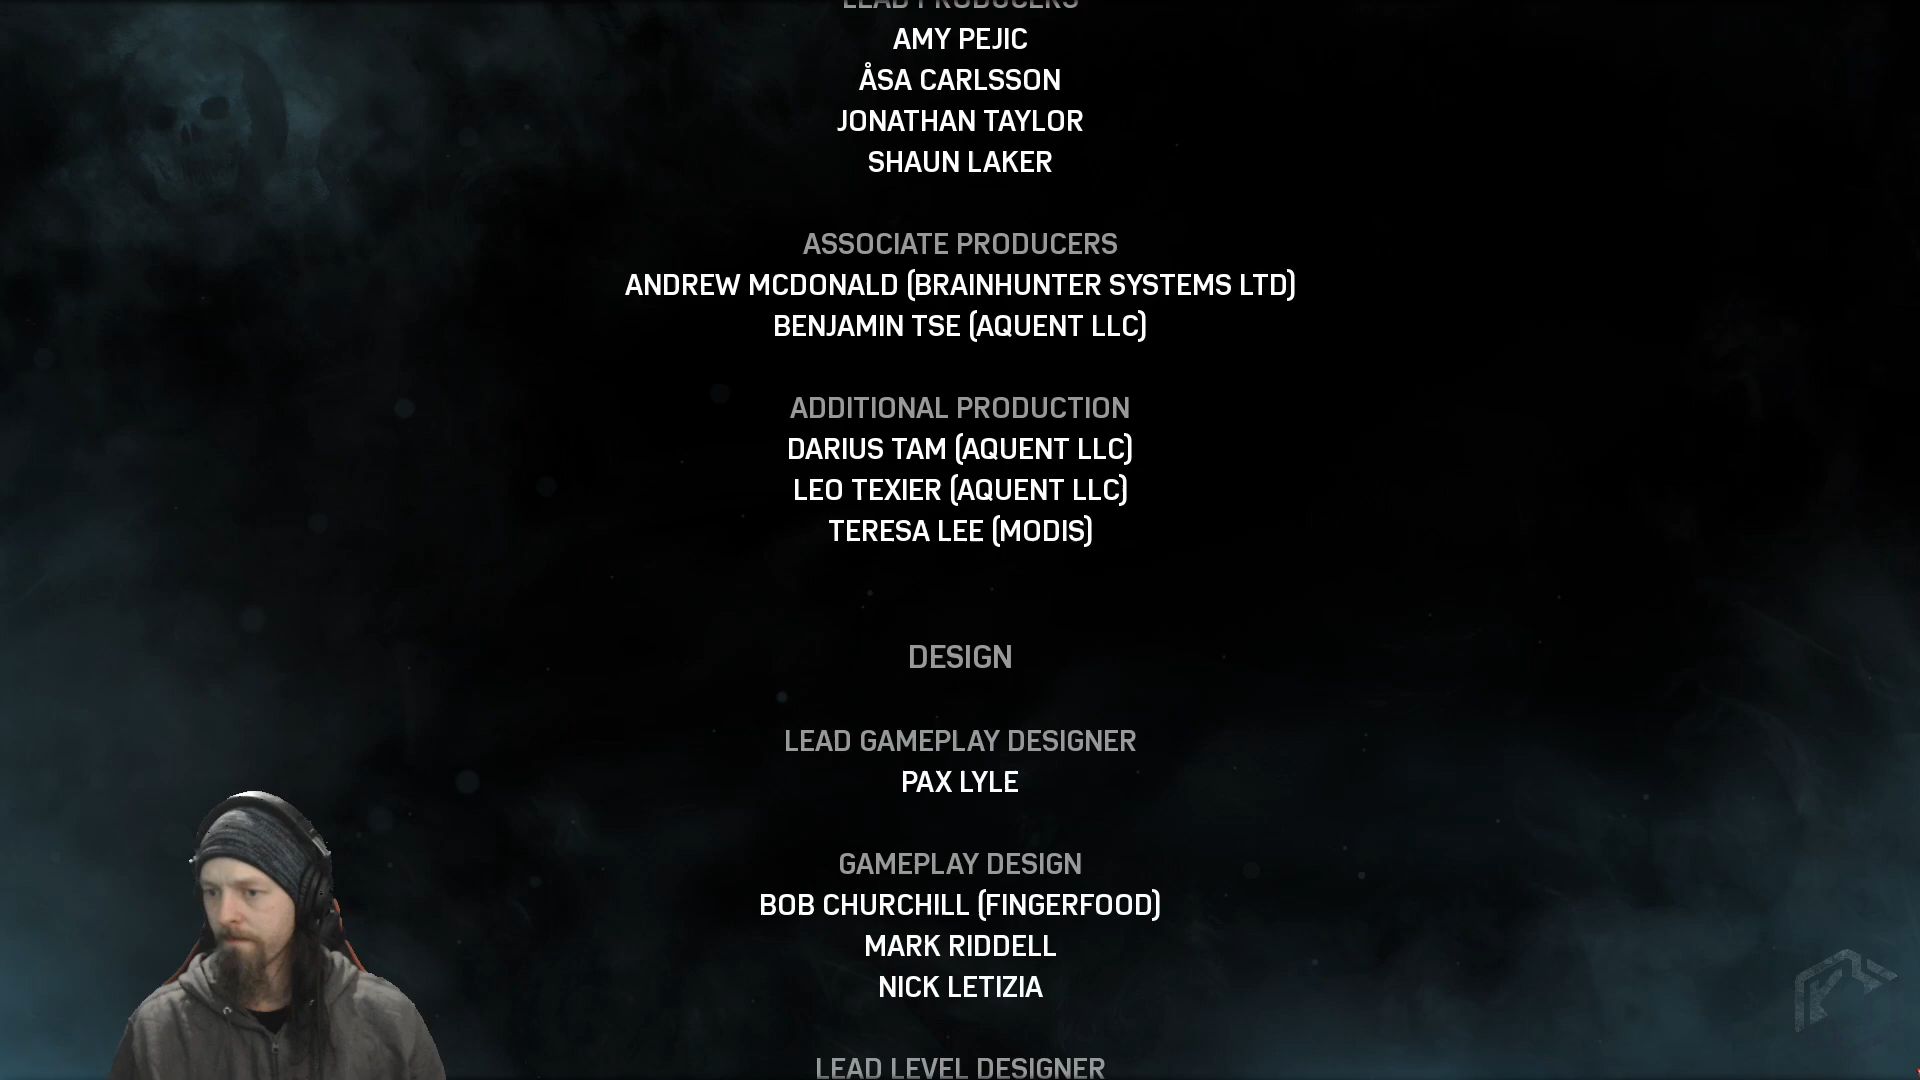 LEAD PRODUCERS
AMY PEJIC
ÅSA CARLSSON
JONATHAN TAYLOR
SHAUN LAKER
ASSOCIATE PRODUCERS
ANDREW MCDONALD (BRAINHUNTER SYSTEMS LTD)
BENJAMIN TSE (AQUENT LLC)
ADDITIONAL PRODUCTION
DARIUS TAM (AQUENT LLC)
LEO TEXIER (AQUENT LLC)
TERESA LEE (MODIS)
DESIGN
LEAD GAMEPLAY DESIGNER
PAX LYLE
GAMEPLAY DESIGN
BOB CHURCHILL (FINGERFOOD)
MARK RIDDELL
NICK LETIZIA
LEAD LEVEL DESIGNER